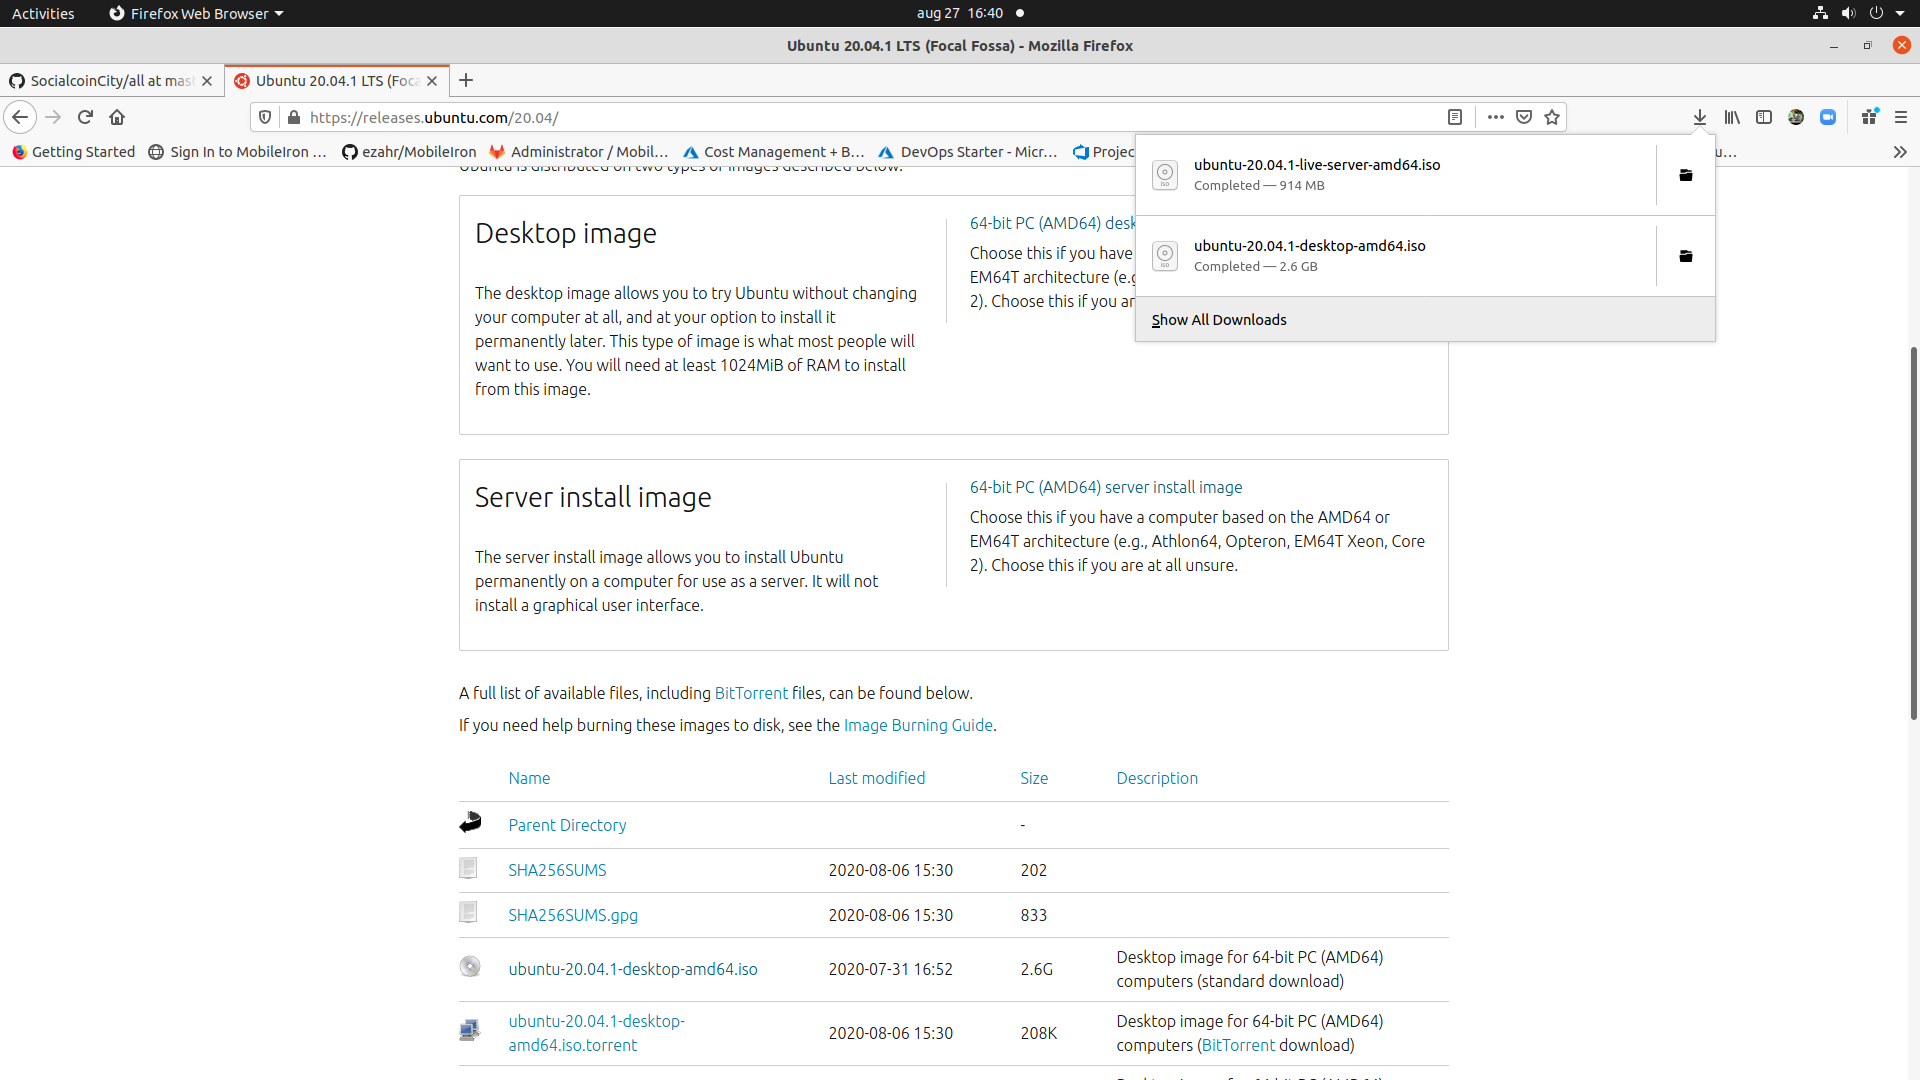 Activities
Firefox Web Browser
aug 27 16:40
Ubuntu 20.04.1 LTS (Focal Fossa) - Mozilla Firefox
SocialcoinCity/all at mas
Ubuntu 20.04.1 LTS (Foca
https://releases.ubuntu.com/20.04/
Getting Started
Sign In to MobileIron ...
ezahr/MobileIron
Administrator / Mobil...
Cost Management + B...
DevOps Starter - Micr...
Projec
u...
Ubuntu is distributed on two types of images described below.
ubuntu-20.04.1-live-server-amd64.iso
Completed — 914 MB
ubuntu-20.04.1-desktop-amd64.iso
Completed — 2.6 GB
Show All Downloads
Desktop image
The desktop image allows you to try Ubuntu without changing
your computer at all, and at your option to install it
permanently later. This type of image is what most people will
want to use. You will need at least 1024MiB of RAM to install
from this image.
64-bit PC (AMD64) desk
Choose this if you have
EM64T architecture (e.g
2). Choose this if you ar
Server install image
The server install image allows you to install Ubuntu
permanently on a computer for use as a server. It will not
install a graphical user interface.
64-bit PC (AMD64) server install image
Choose this if you have a computer based on the AMD64 or
EM64T architecture (e.g., Athlon64, Opteron, EM64T Xeon, Core
2). Choose this if you are at all unsure.
A full list of available files, including BitTorrent files, can be found below.
If you need help burning these images to disk, see the Image Burning Guide.
Name Last modified Size Description
Parent Directory -
SHA256SUMS 2020-08-06 15:30 202
SHA256SUMS.gpg 2020-08-06 15:30 833
ubuntu-20.04.1-desktop-amd64.iso 2020-07-31 16:52 2.6G Desktop image for 64-bit PC (AMD64)
computers (standard download)
ubuntu-20.04.1-desktop-
amd64.iso.torrent
2020-08-06 15:30 208K
Desktop image for 64-bit PC (AMD64)
computers (BitTorrent download)